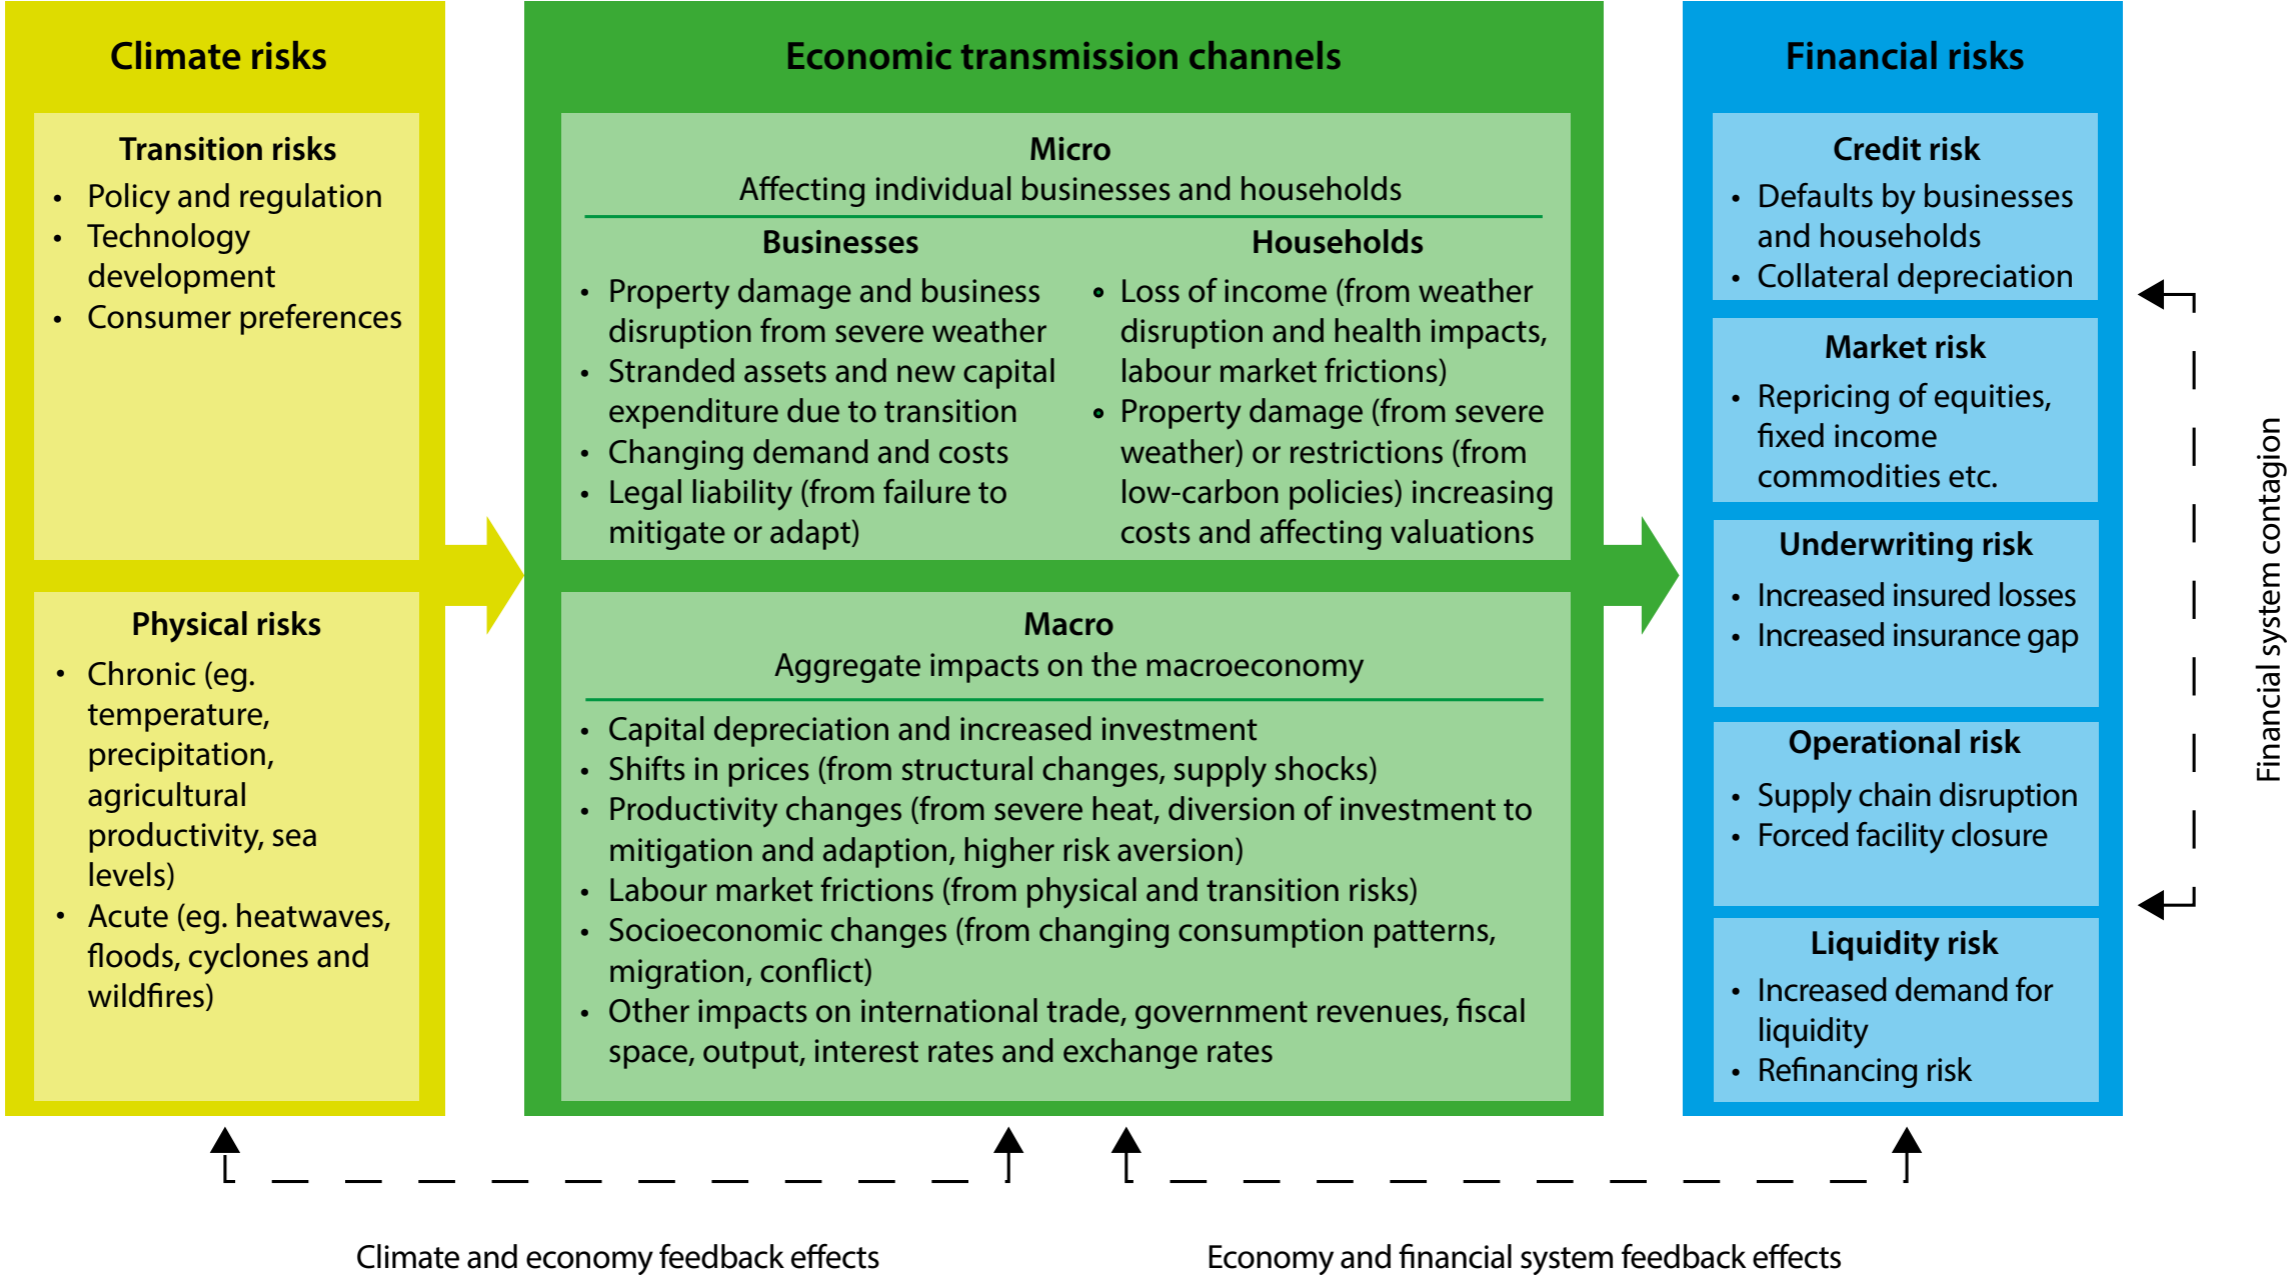 Climate risks
Transition risks
• Policy and regulation
• Technology
development
• Consumer preferences
Physical risks
• Chronic (eg.
temperature,
precipitation,
agricultural
productivity, sea
levels)
• Acute (eg. heatwaves,
floods, cyclones and
wildfires)
Economic transmission channels
Micro
Affecting individual businesses and households
Businesses
• Property damage and business
disruption from severe weather
• Stranded assets and new capital
expenditure due to transition
• Changing demand and costs
• Legal liability (from failure to
mitigate or adapt)
Households
• Loss of income (from weather
disruption and health impacts,
labour market frictions)
• Property damage (from severe
weather) or restrictions (from
low-carbon policies) increasing
costs and affecting valuations
Macro
Aggregate impacts on the macroeconomy
• Capital depreciation and increased investment
• Shifts in prices (from structural changes, supply shocks)
• Productivity changes (from severe heat, diversion of investment to
mitigation and adaption, higher risk aversion)
• Labour market frictions (from physical and transition risks)
• Socioeconomic changes (from changing consumption patterns,
migration, conflict)
• Other impacts on international trade, government revenues, fiscal
space, output, interest rates and exchange rates
Financial risks
Credit risk
• Defaults by businesses
and households
• Collateral depreciation
Market risk
• Repricing of equities,
fixed income
commodities etc.
Underwriting risk
• Increased insured losses
• Increased insurance gap
Operational risk
• Supply chain disruption
• Forced facility closure
Liquidity risk
• Increased demand for
liquidity
• Refinancing risk
Financial system contagion
Climate and economy feedback effects
Economy and financial system feedback effects